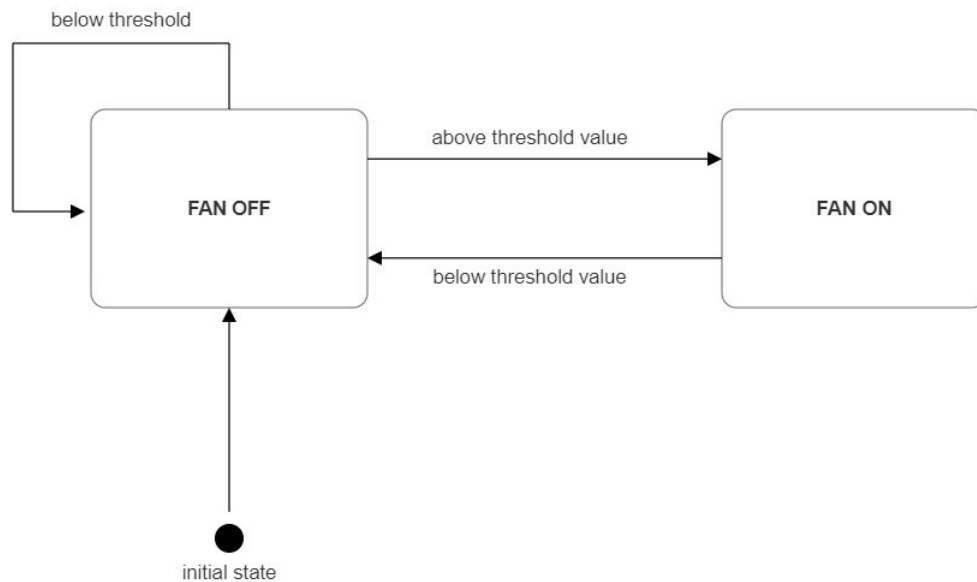 below threshold
above threshold value
FAN OFF
FAN ON
below threshold value
initial state